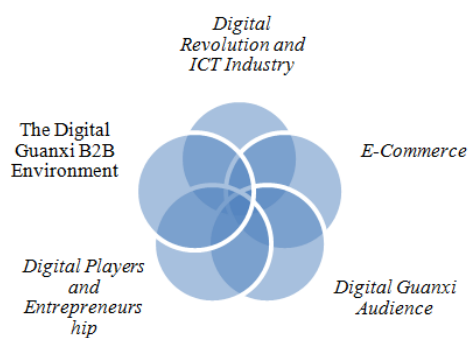 Digital
Revolution and
ICT Industry
The Digital
Guanxi B2B
Environment
E-Commerce
Digital Players
and
Entrepreneurs
hip
Digital Guanxi
Audience